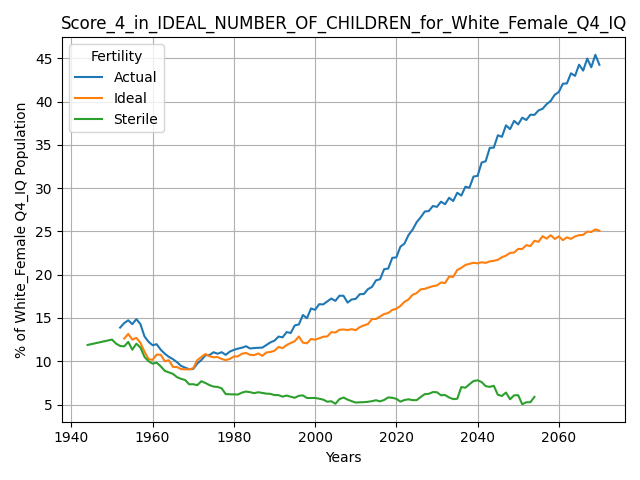 Score_4_in_IDEAL_NUMBER_OF_CHILDREN_for_White_Female_Q4_IQ
Fertility
Actual
Ideal
Sterile
% of White_Female Q4_IQ Population
45
40
35
30
25
20
15
10
5
1940 1960 1980 2000 2020 2040 2060
Years